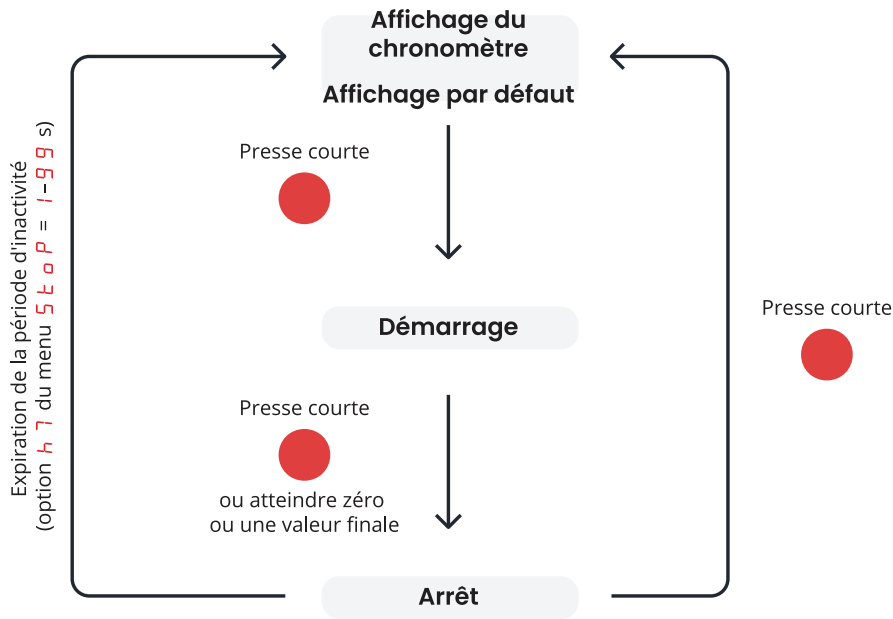 Affichage du
chronomètre
Affichage par défaut
Presse courte
Démarrage
Presse courte
ou atteindre zéro
ou une valeur finale
Arrêt
Expiration de la période d'inactivité
(option h7 du menu StoP = 1-99 s)
Presse courte